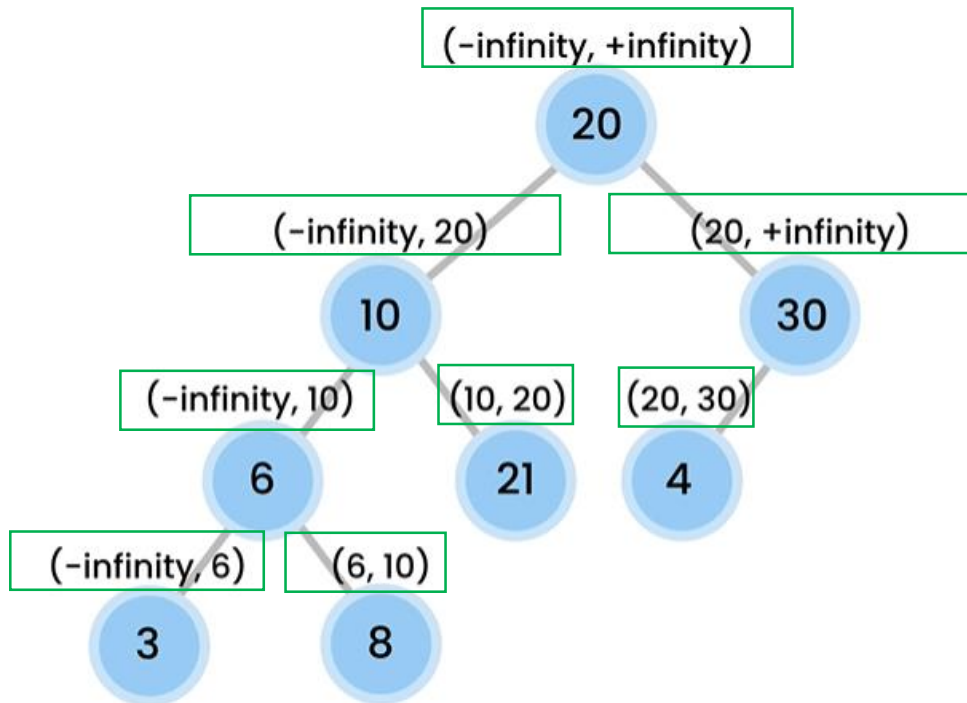 (-infinity, +infinity)
20
(-infinity, 20)
(20, +infinity)
10
30
(-infinity, 10)
(10, 20)
(20, 30)
6
21
4
(-infinity, 6)
(6, 10)
3
8